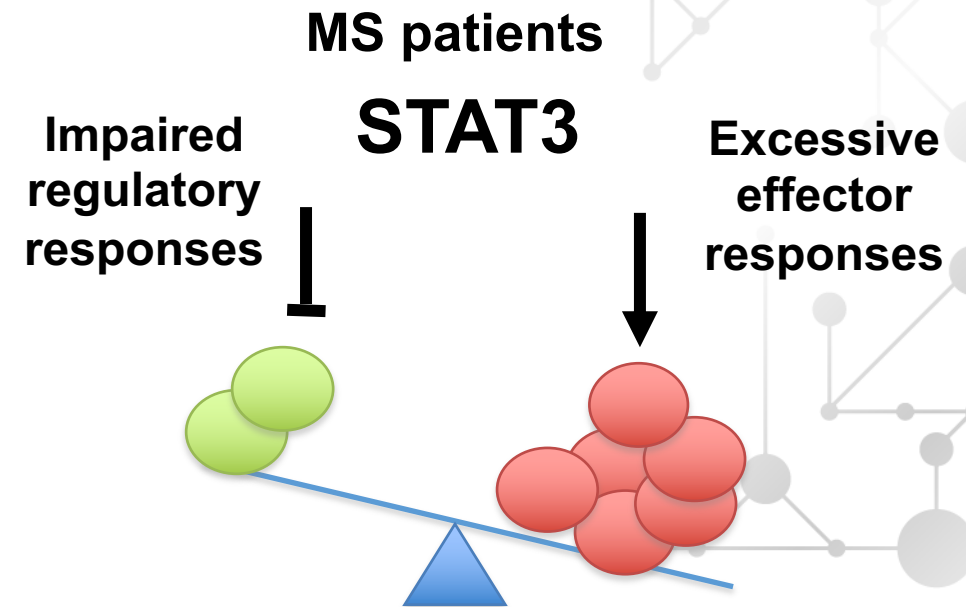 MS patients
STAT3
Impaired
regulatory
responses
Excessive
effector
responses